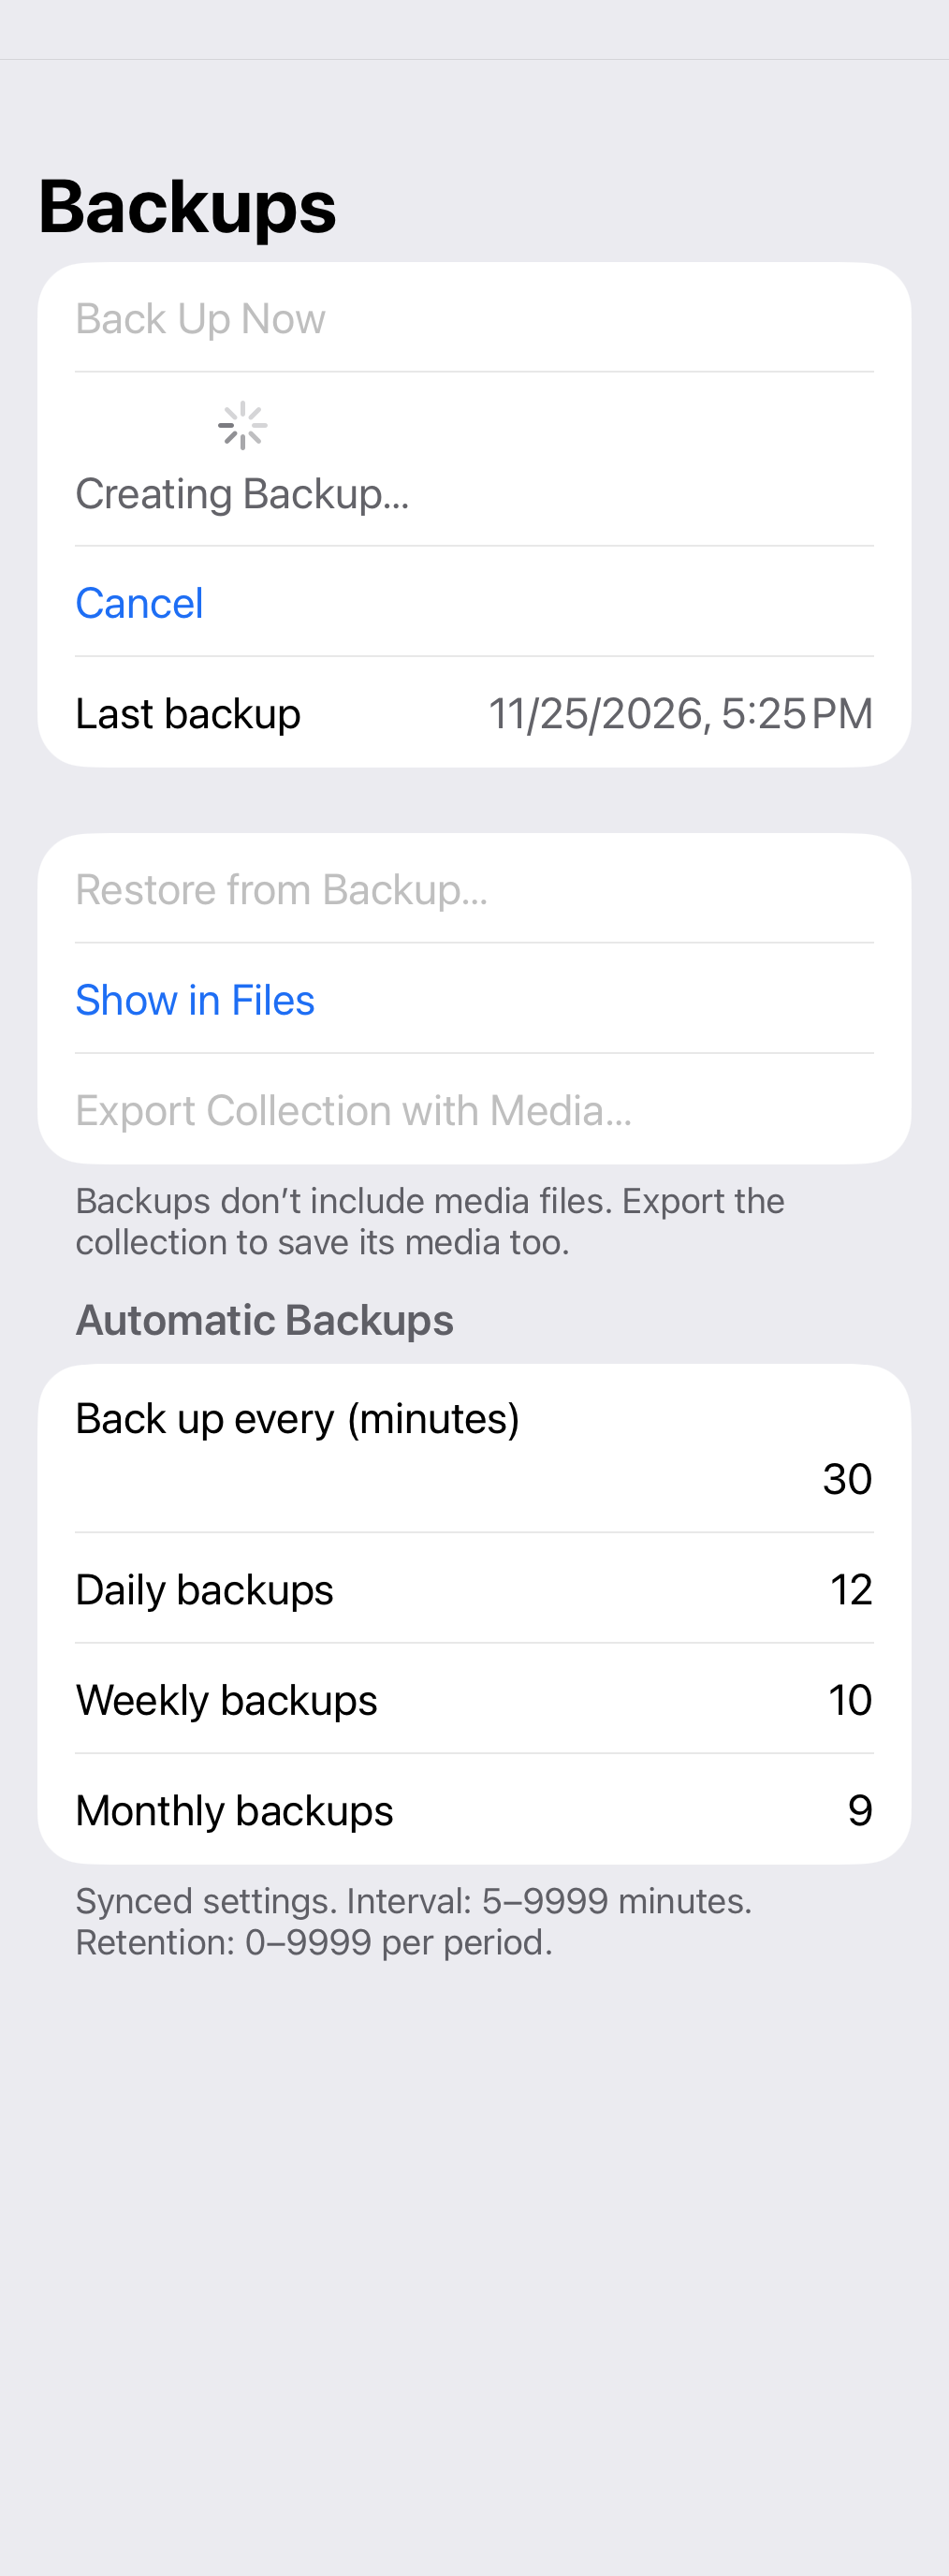 Backups
Back Up Now
Creating Backup...
Cancel
Last backup 11/25/2026, 5:25 PM
Restore from Backup...
Show in Files
Export Collection with Media...
Backups don’t include media files. Export the
collection to save its media too.
Automatic Backups
Back up every (minutes)
30
Daily backups 12
Weekly backups 10
Monthly backups 9
Synced settings. Interval: 5–9999 minutes.
Retention: 0–9999 per period.